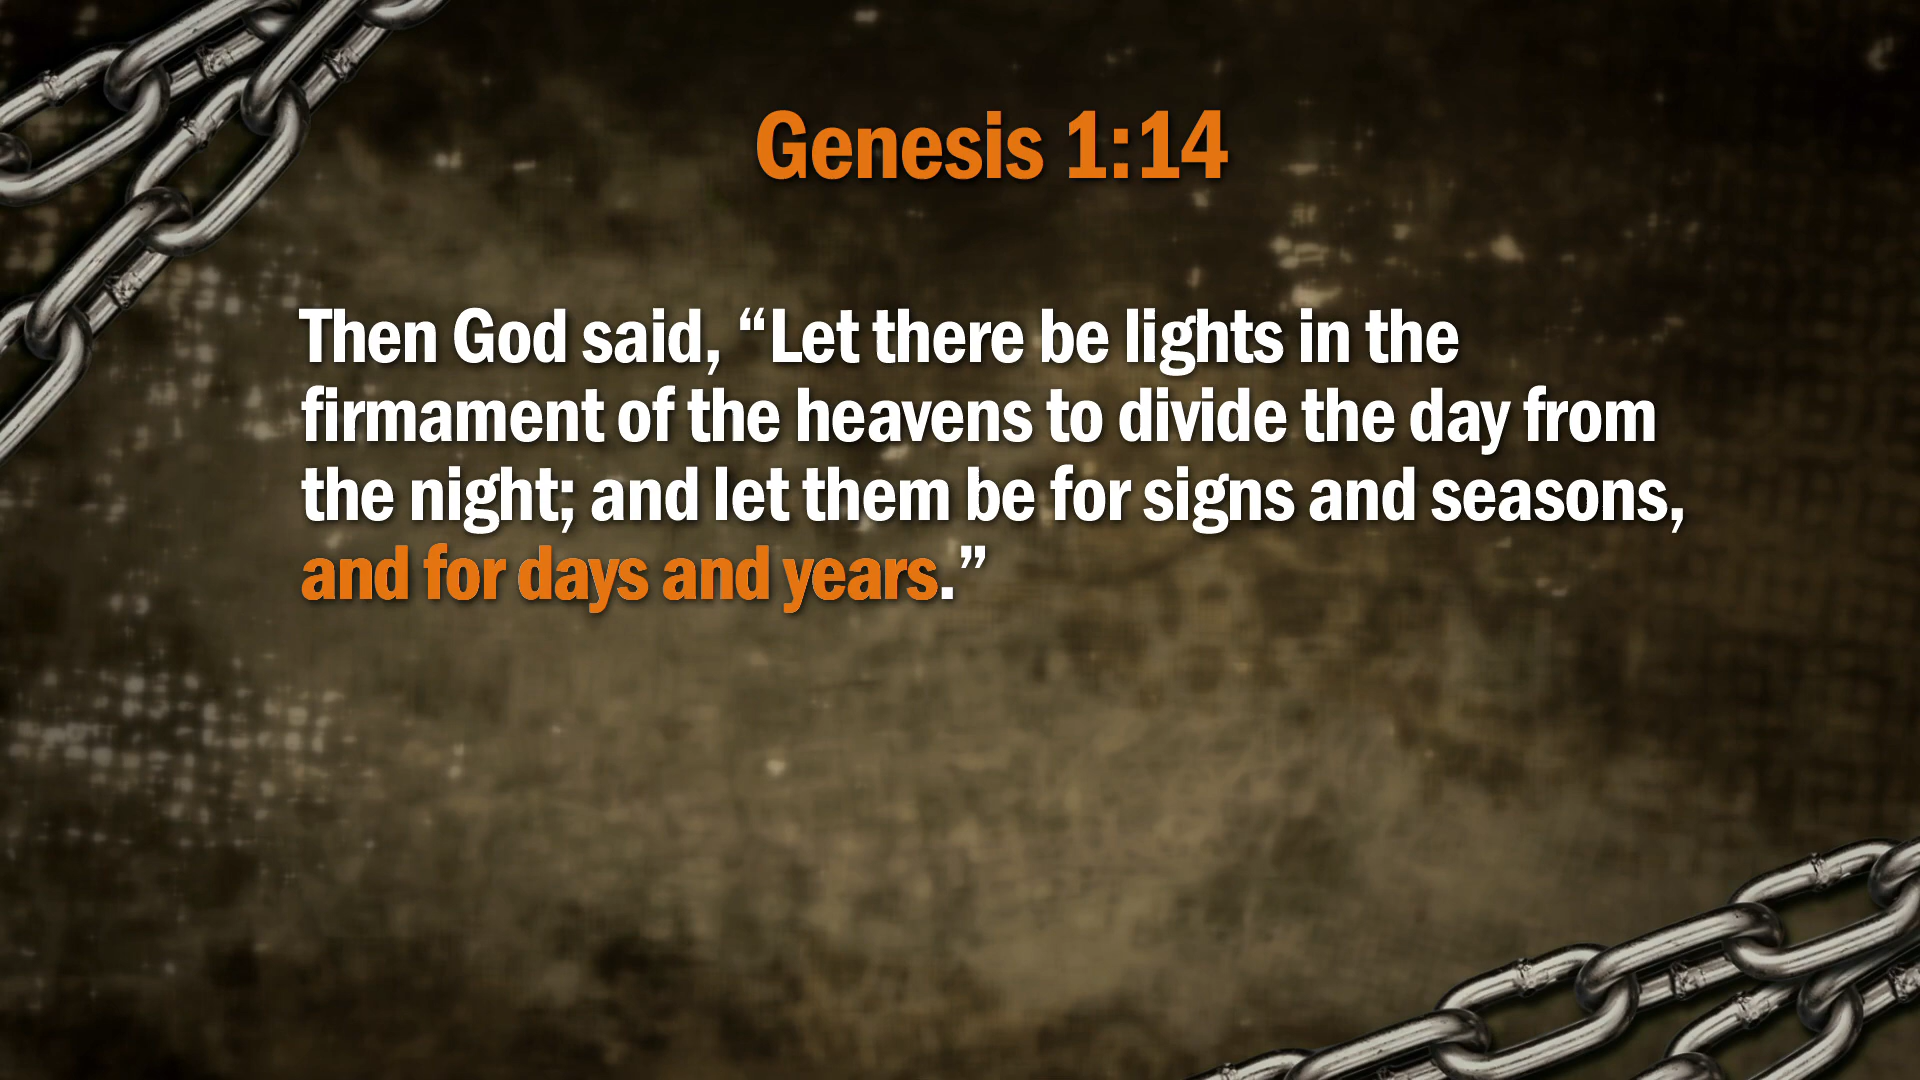 Genesis 1:14
Then God said, “Let there be lights in the
firmament of the heavens to divide the day from
the night; and let them be for signs and seasons,
and for days and years.”